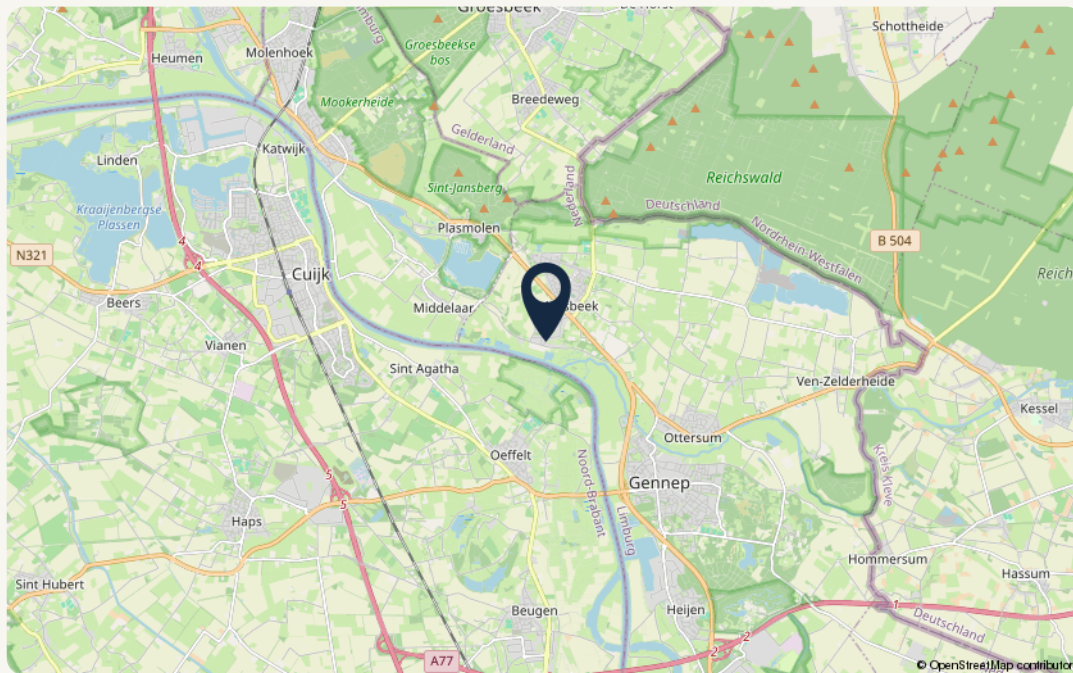 Groesbeek
Schottheide
Heumen
Molenhoek
Limburg
Groesbeekse
bos
Breedeweg
Mookerheide
Gelderland
Katwijk
Linden
Nederland
Sint-Jansberg
Reichswald
Deutschland
Kraaijenbergse
Plassen
Plasmolen
Nordrhein-Westfalen
4
B 504
N321
4
Cuijk
Beers
Middelaar
sbeek
Reich
Vianen
Sint Agatha
Ven-Zelderheide
Kessel
Ottersum
Oeffelt
Kreis Kleve
5
Noord-Brabant
Gennep
5
Limburg
Haps
Hommersum
Sint Hubert
Hassum
Beugen
Heijen
1
Deutschland
2
2
A77
© OpenStreetMap contributor